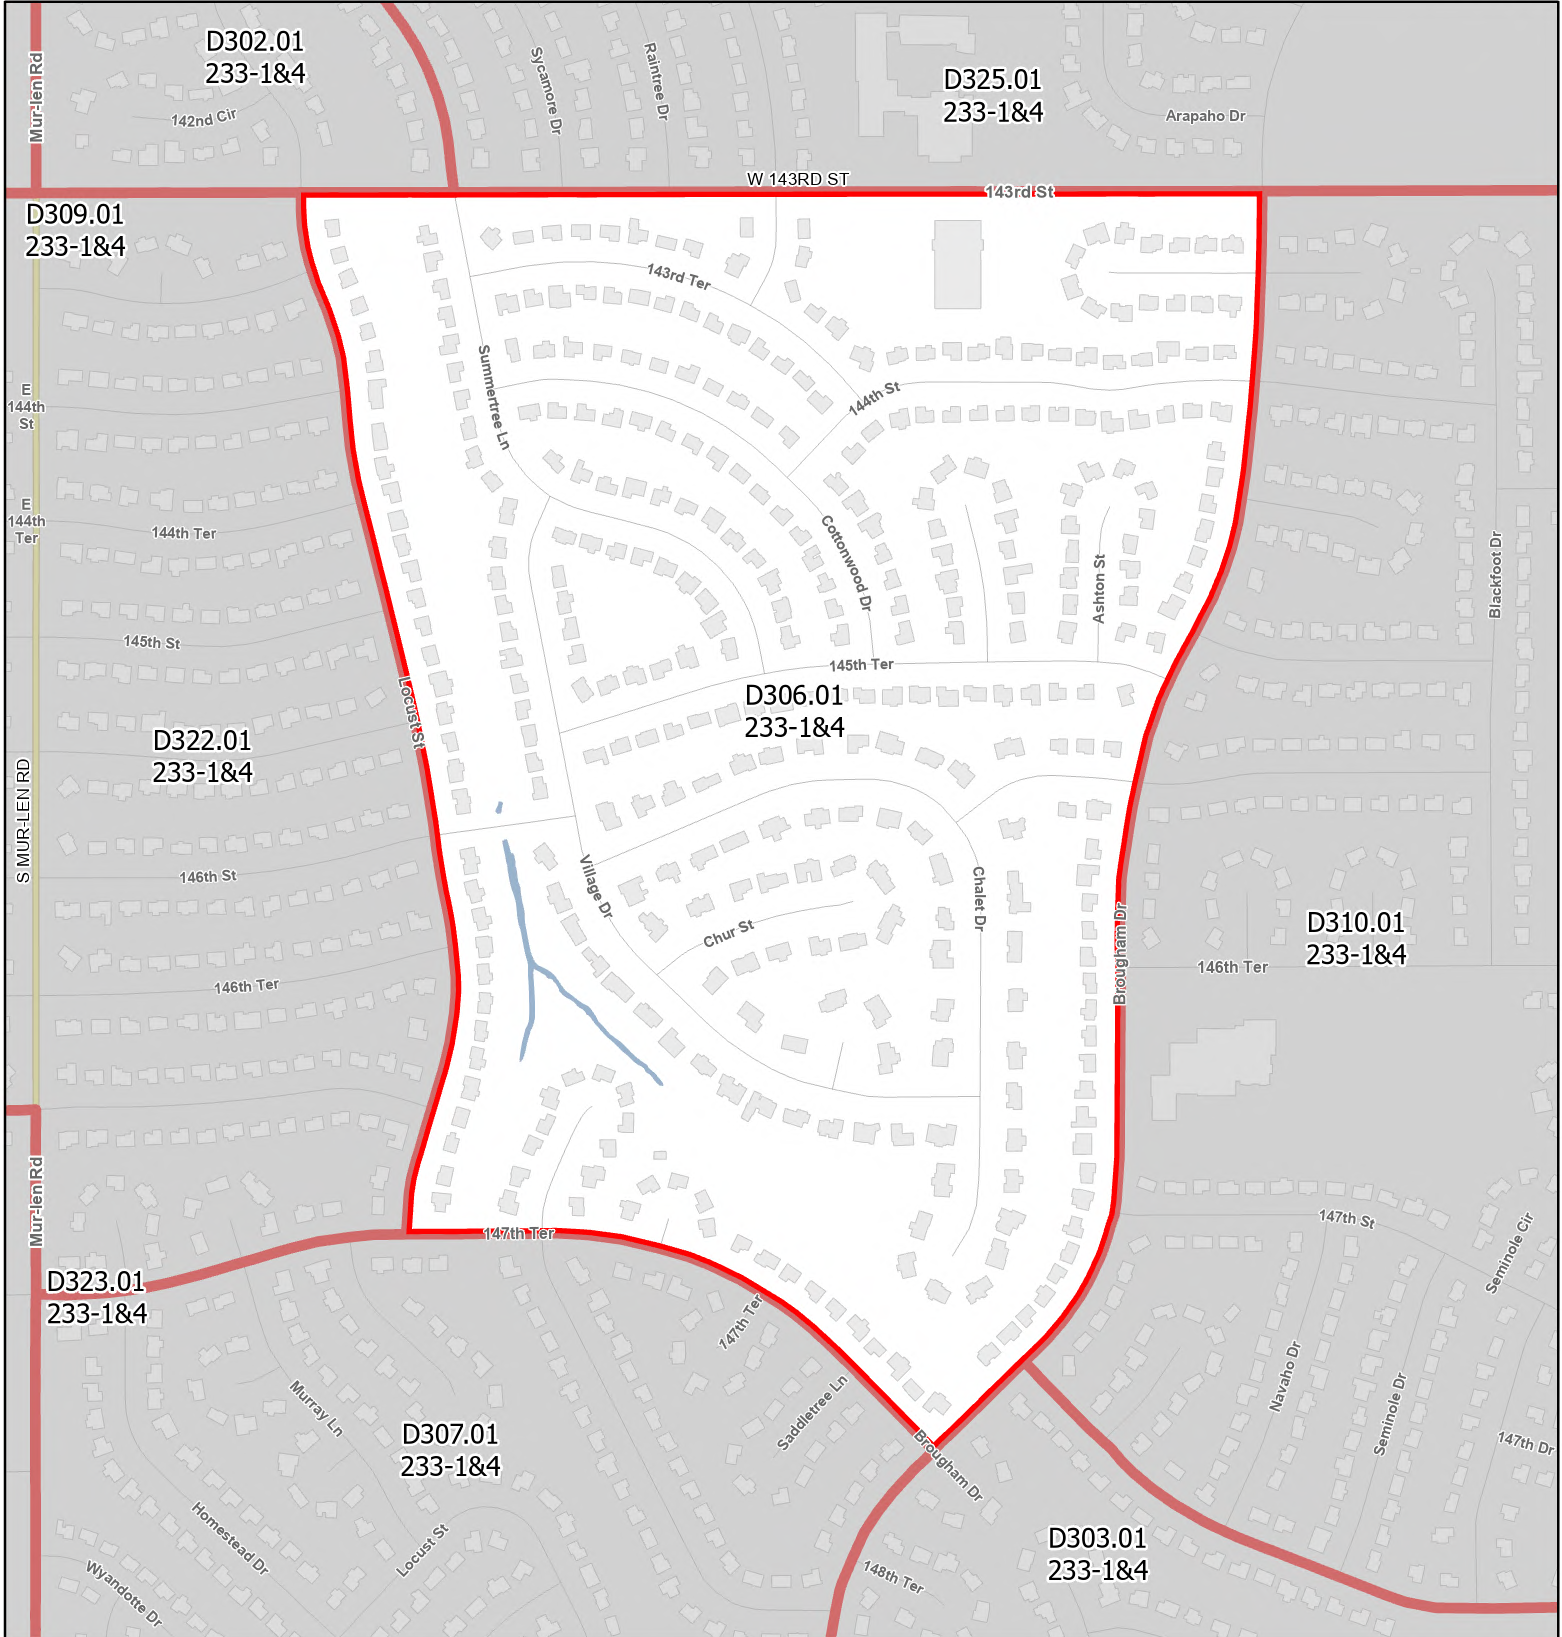 D302.01
233-1&4
Mur-len Rd
142nd Cir
Sycamore Dr
Raintree Dr
D325.01
233-1&4
Arapaho Dr
W 143RD ST
143rd St
D309.01
233-1&4
143rd Ter
Summertree Ln
144th St
E
144th
St
E
144th
Ter
144th Ter
Cottonwood Dr
Ashton St
Blackfoot Dr
145th St
145th Ter
Locust St
D306.01
233-1&4
D322.01
233-1&4
S MUR-LEN RD
146th St
Village Dr
Chalet Dr
Chur St
Brougham Dr
D310.01
233-1&4
146th Ter
146th Ter
Mur-len Rd
147th Ter
147th St
Seminole Cir
D323.01
233-1&4
147th Ter
Navaho Dr
Seminole Dr
Saddletree Ln
Murray Ln
D307.01
233-1&4
Brougham Dr
147th Dr
Homestead Dr
Locust St
D303.01
233-1&4
148th Ter
Wyandotte Dr